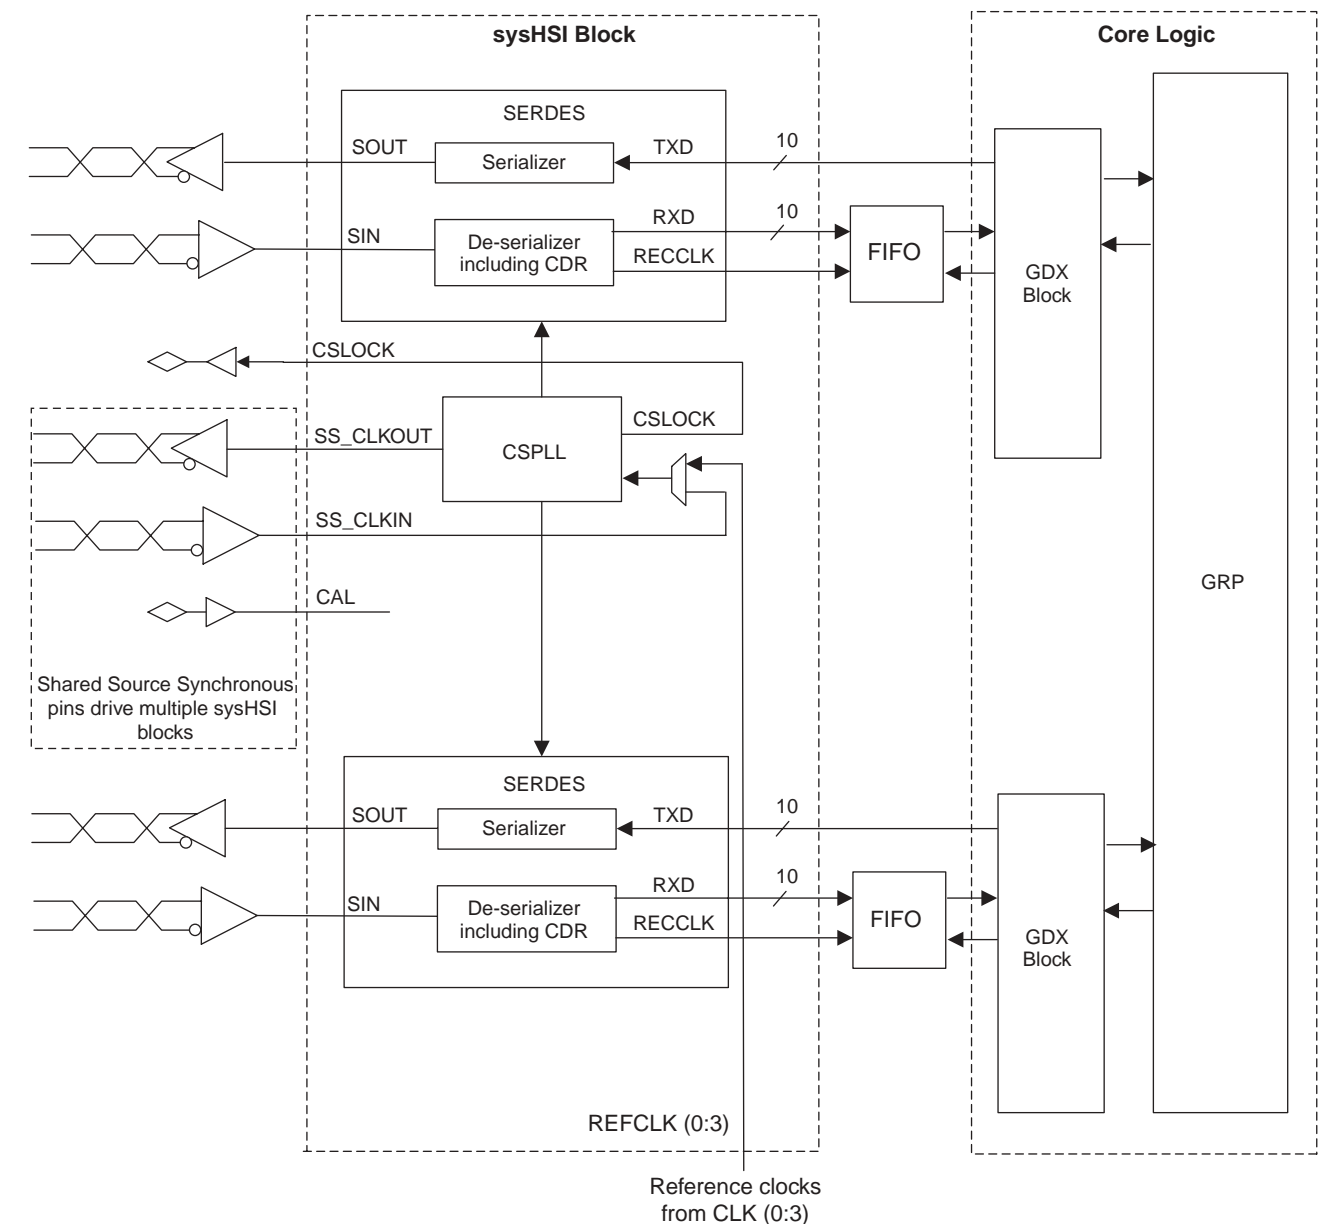 sysHSI Block
Core Logic
SERDES
SOUT
Serializer
TXD
10
SIN
De-serializer
including CDR
RXD
10
RECCLK
FIFO
GDX
Block
CSLOCK
CSLOCK
SS_CLKOUT
CSPLL
SS_CLKIN
CAL
GRP
Shared Source Synchronous
pins drive multiple sysHSI
blocks
SERDES
SOUT
Serializer
TXD
10
SIN
De-serializer
including CDR
RXD
10
RECCLK
FIFO
GDX
Block
REFCLK (0:3)
Reference clocks
from CLK (0:3)